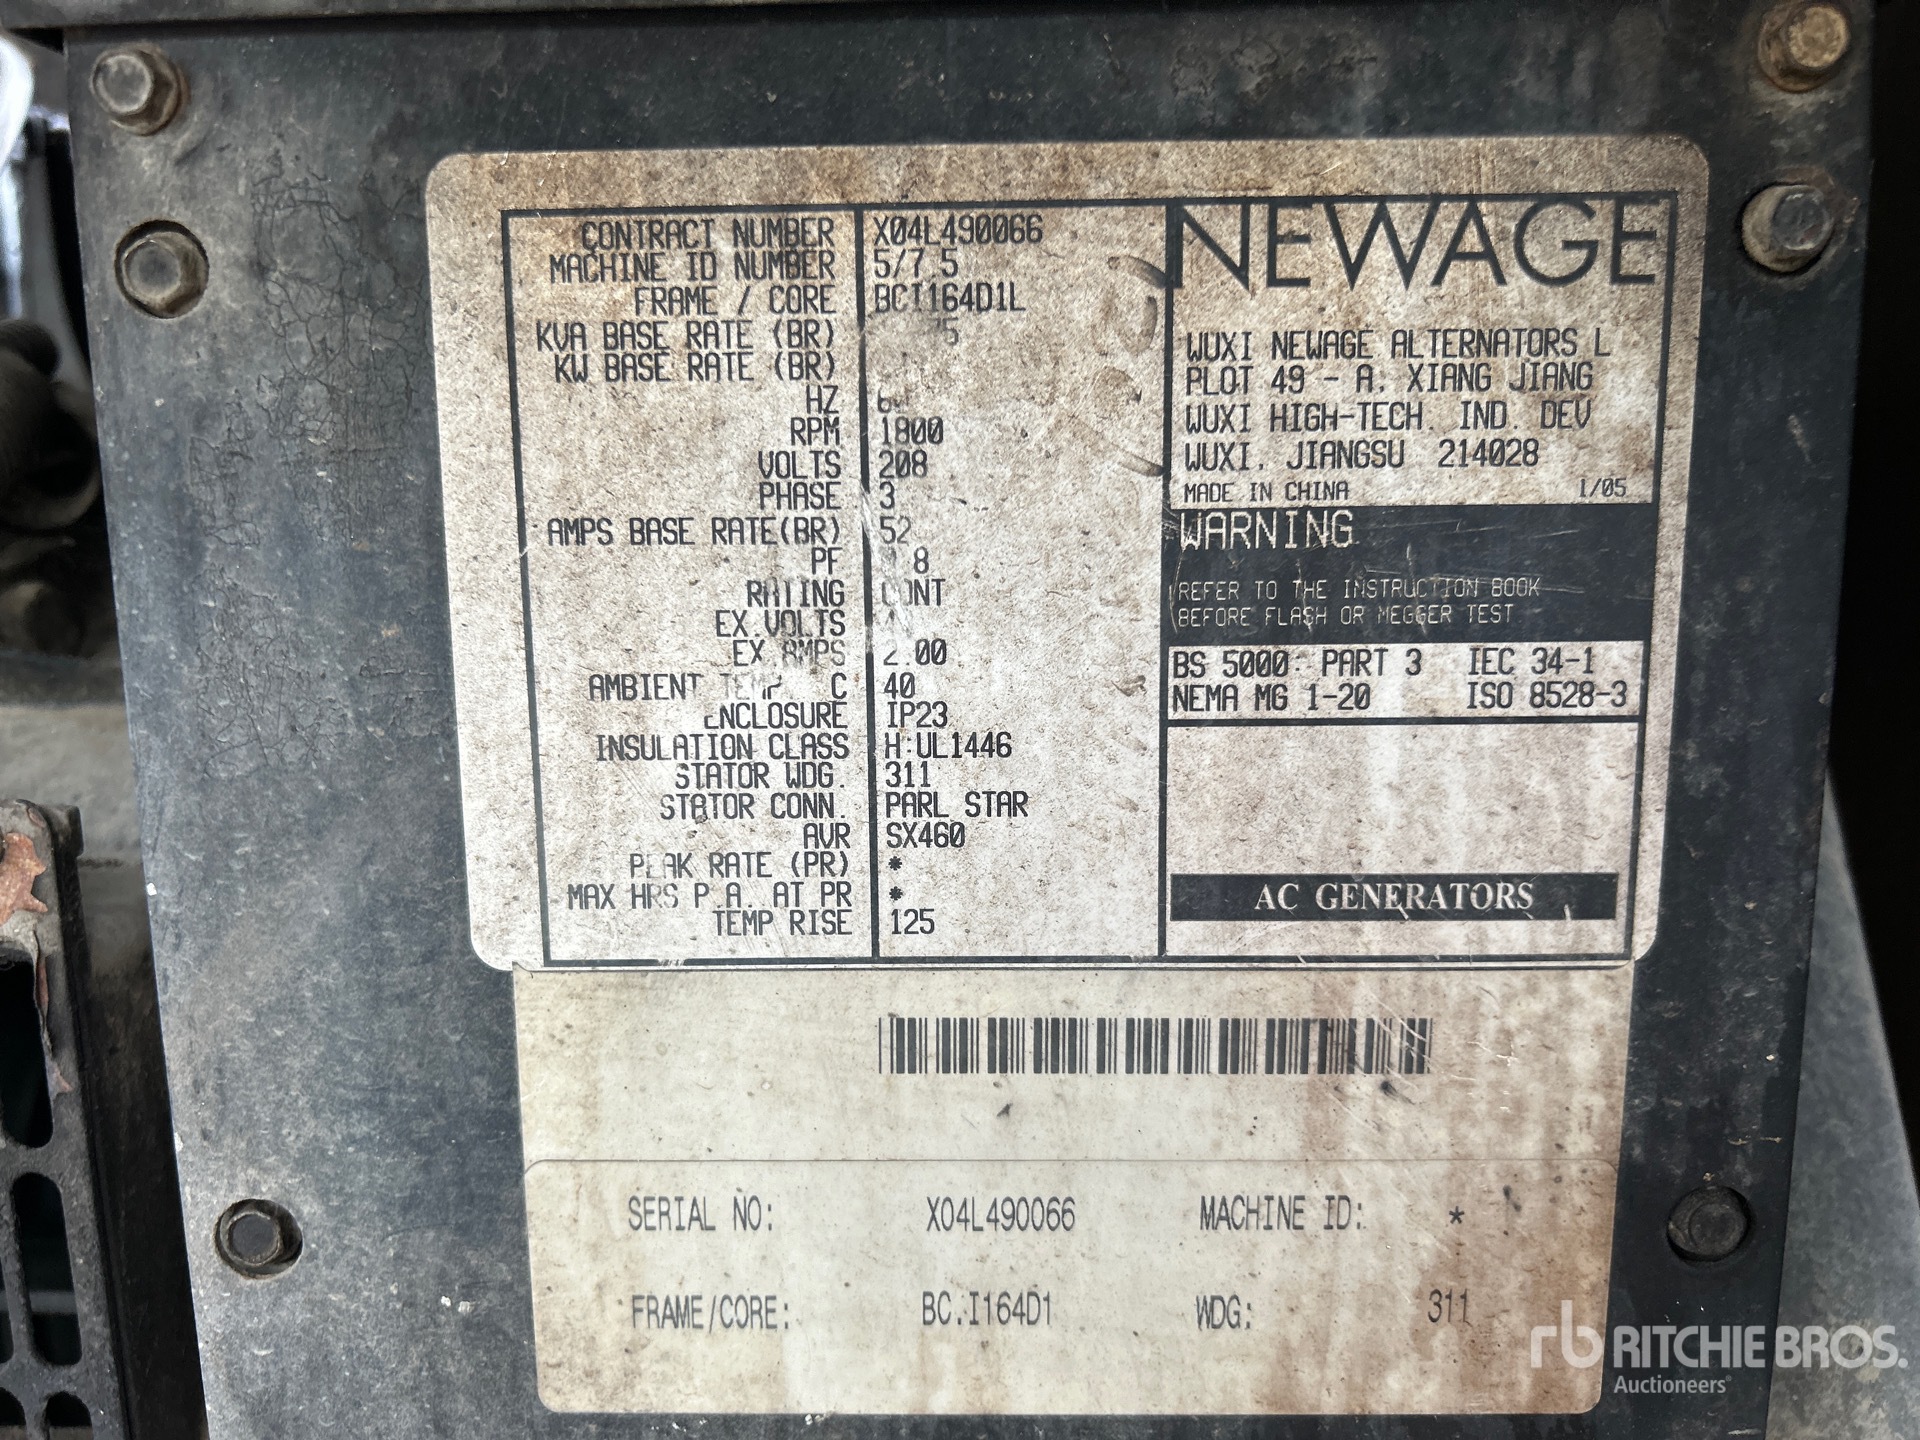 CONTRACT NUMBER X04L490066
MACHINE ID NUMBER 5/7.5
FRAME / CORE BCI164D1L
KVA BASE RATE (BR)
KW BASE RATE (BR)
HZ
RPM 1800
VOLTS 208
PHASE 3
AMPS BASE RATE(BR) 52
PF 8
RATING CONT
EX.VOLTS
EX.AMPS 2.00
AMBIENT TEMP C 40
ENCLOSURE IP23
INSULATION CLASS H:UL1446
STATOR WDG. 311
STATOR CONN. PARL STAR
AVR SX460
PEAK RATE (PR) *
MAX HRS P.A. AT PR *
TEMP RISE 125
NEWAGE
WUXI NEWAGE ALTERNATORS L
PLOT 49 - A, XIANG JIANG
WUXI HIGH-TECH. IND. DEV
WUXI, JIANGSU 214028
MADE IN CHINA 1/05
WARNING
REFER TO THE INSTRUCTION BOOK
BEFORE FLASH OR MEGGER TEST
BS 5000: PART 3 IEC 34-1
NEMA MG 1-20 ISO 8528-3
AC GENERATORS
SERIAL NO: X04L490066 MACHINE ID: *
FRAME/CORE: BC.I164D1 WDG: 311
rb RITCHIE BROS.
Auctioneers